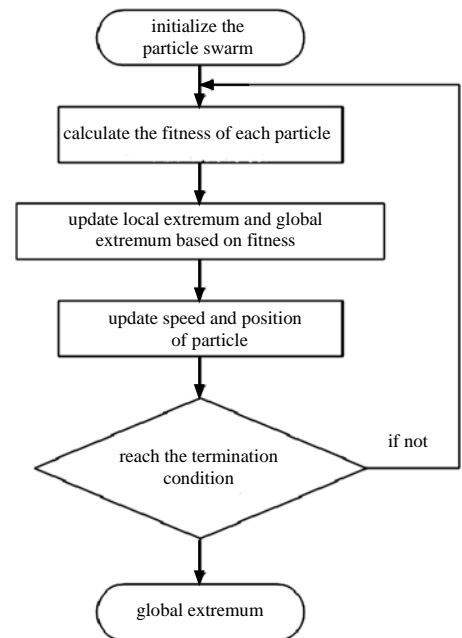 initialize the
particle swarm
calculate the fitness of each particle
update local extremum and global
extremum based on fitness
update speed and position
of particle
reach the termination
condition
if not
global extremum